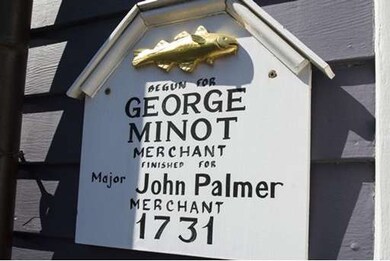 BEGUN FOR
GEORGE
MINOT
MERCHANT
FINISHED FOR
Major John Palmer
MERCHANT
1731